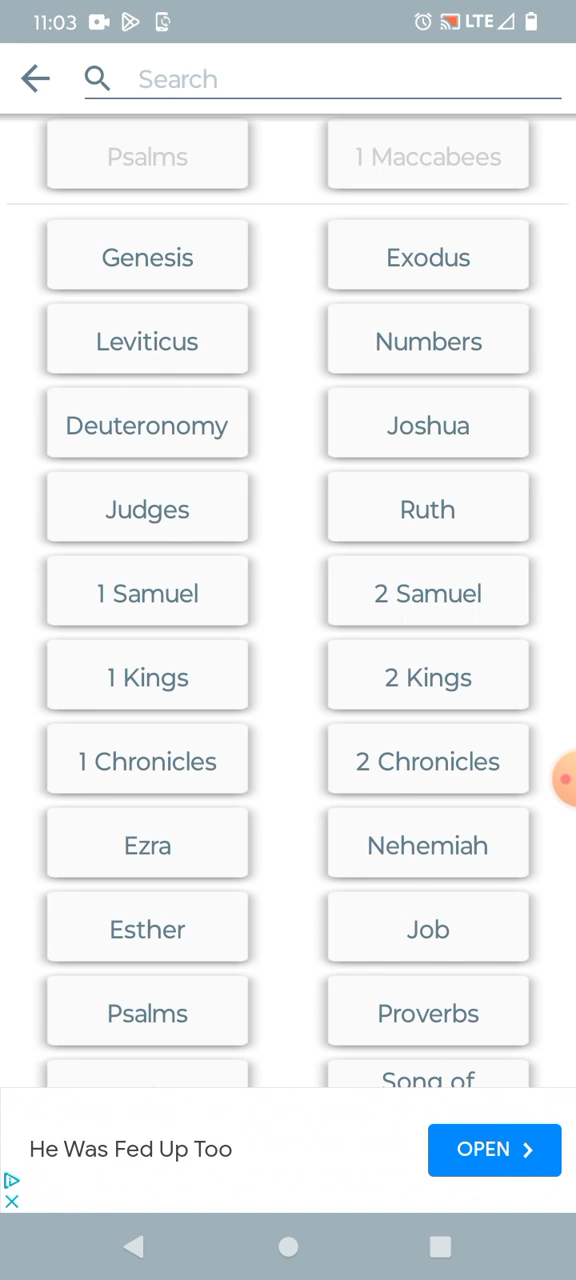 11:03 LTE
Search
Psalms 1 Maccabees
Genesis Exodus
Leviticus Numbers
Deuteronomy Joshua
Judges Ruth
1 Samuel 2 Samuel
1 Kings 2 Kings
1 Chronicles 2 Chronicles
Ezra Nehemiah
Esther Job
Psalms Proverbs
Song of
He Was Fed Up Too OPEN